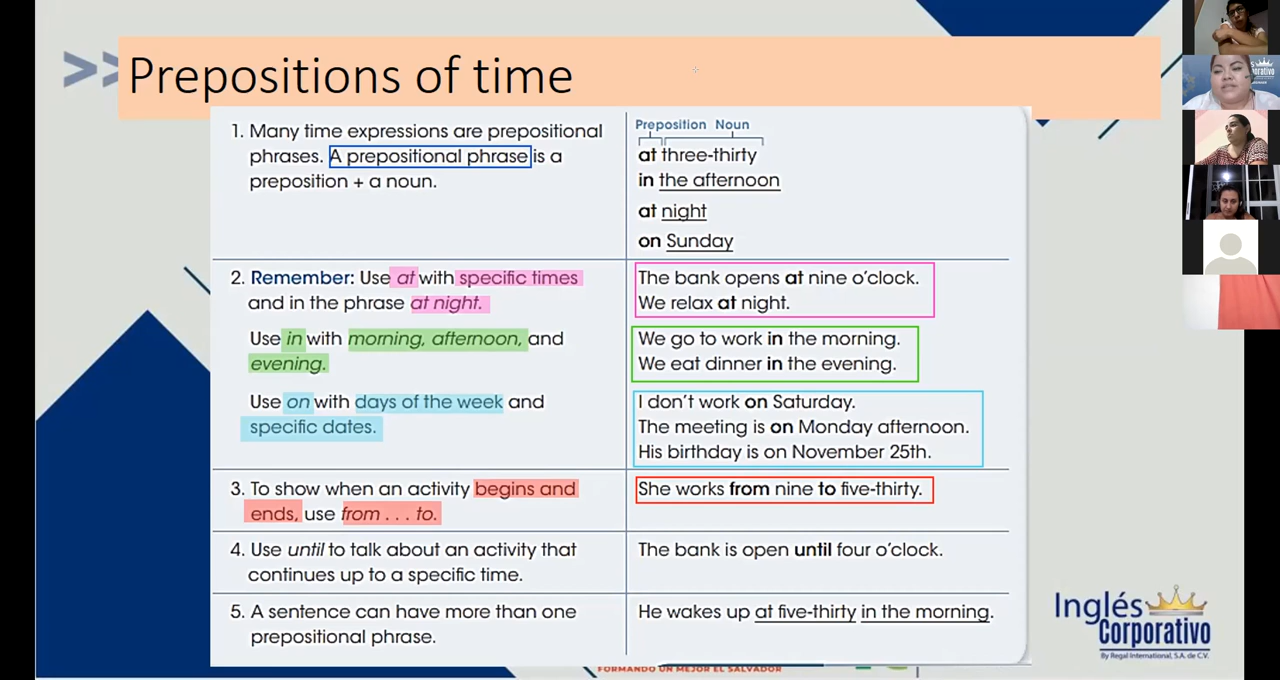 >> Prepositions of time
1. Many time expressions are prepositional
phrases. A prepositional phrase is a
preposition + a noun.
Preposition Noun
at three-thirty
in the afternoon
at night
on Sunday
2. Remember: Use at with specific times
and in the phrase at night.
The bank opens at nine o'clock.
We relax at night.
Use in with morning, afternoon, and
evening.
We go to work in the morning.
We eat dinner in the evening.
Use on with days of the week and
specific dates.
I don't work on Saturday.
The meeting is on Monday afternoon.
His birthday is on November 25th.
3. To show when an activity begins and
ends, use from . . . to.
She works from nine to five-thirty.
4. Use until to talk about an activity that
continues up to a specific time.
The bank is open until four o'clock.
5. A sentence can have more than one
prepositional phrase.
He wakes up at five-thirty in the morning.
Inglés
Corporativo
By Regal International, S.A. de C.V.
FORMANDO UN MEJOR EL SALVADOR